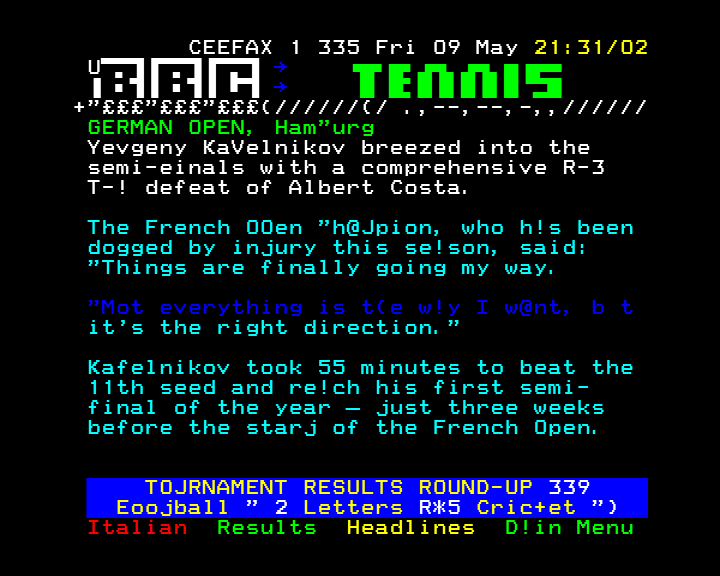 CEEFAX 1 335 Fri 09 May 21:31/02
U BBC → → TENNIS
+"£££"£££"£££(//////(/ .,--,--,-,,//////
GERMAN OPEN, Ham"urg
Yevgeny KaVelnikov breezed into the
semi-einals with a comprehensive R-3
T-! defeat of Albert Costa.
The French OOen "h@Jpion, who h!s been
dogged by injury this se!son, said:
"Things are finally going my way.
"Mot everything is t(e w!y I w@nt, b t
it's the right direction."
Kafelnikov took 55 minutes to beat the
11th seed and re!ch his first semi-
final of the year – just three weeks
before the starj of the French Open.
TOJRNAMENT RESULTS ROUND-UP 339
Eoojball " 2 Letters R*5 Cric+et ")
Italian Results Headlines D!in Menu